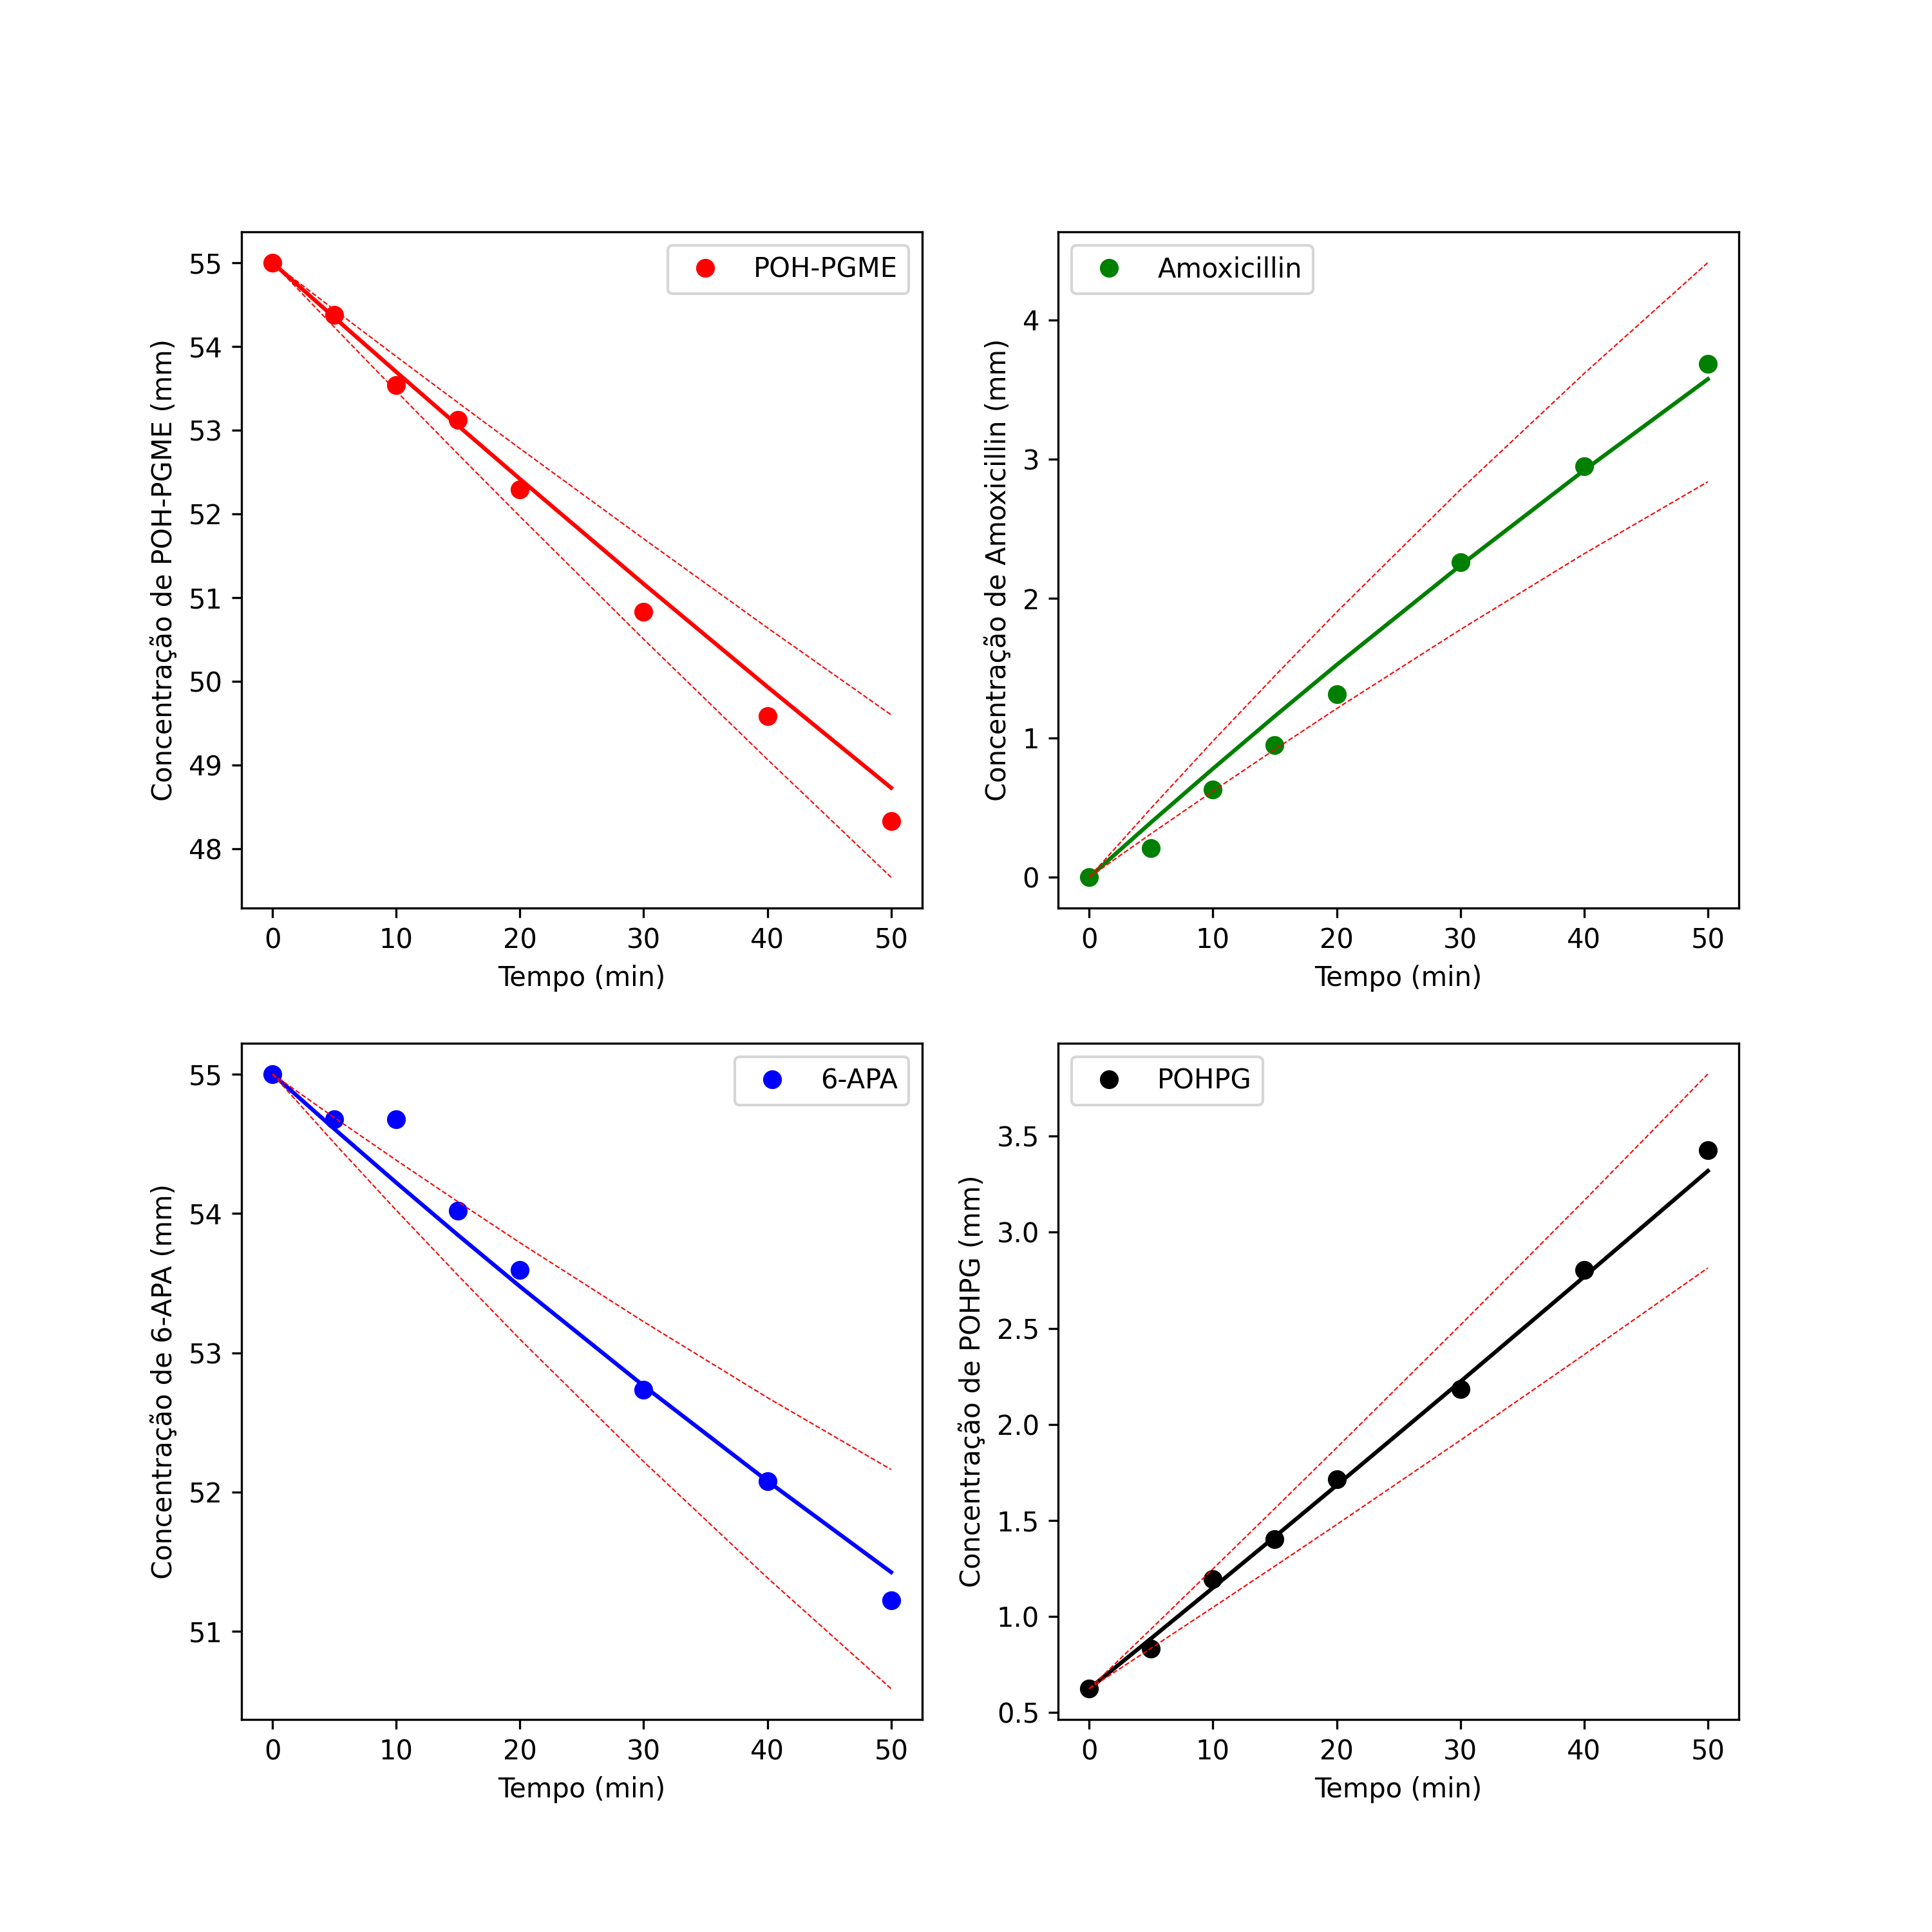 POH-PGME
Concentração de POH-PGME (mm)
55
54
53
52
51
50
49
48
0 10 20 30 40 50
Tempo (min)
Amoxicillin
Concentração de Amoxicillin (mm)
4
3
2
1
0
0 10 20 30 40 50
Tempo (min)
6-APA
Concentração de 6-APA (mm)
55
54
53
52
51
0 10 20 30 40 50
Tempo (min)
POHPG
Concentração de POHPG (mm)
3.5
3.0
2.5
2.0
1.5
1.0
0.5
0 10 20 30 40 50
Tempo (min)